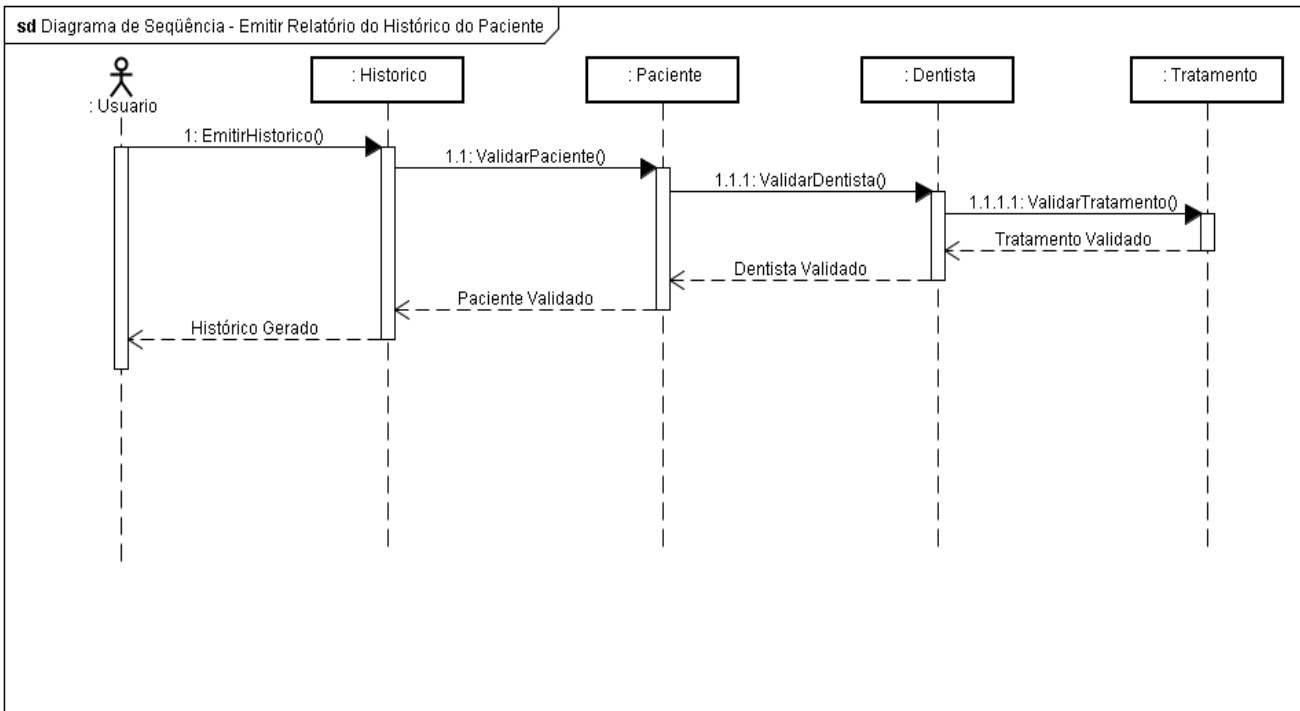 sd Diagrama de Seqüência - Emitir Relatório do Histórico do Paciente
: Usuario
: Historico
: Paciente
: Dentista
: Tratamento
1: EmitirHistorico()
1.1: ValidarPaciente()
1.1.1: ValidarDentista()
1.1.1.1: ValidarTratamento()
Tratamento Validado
Dentista Validado
Paciente Validado
Histórico Gerado